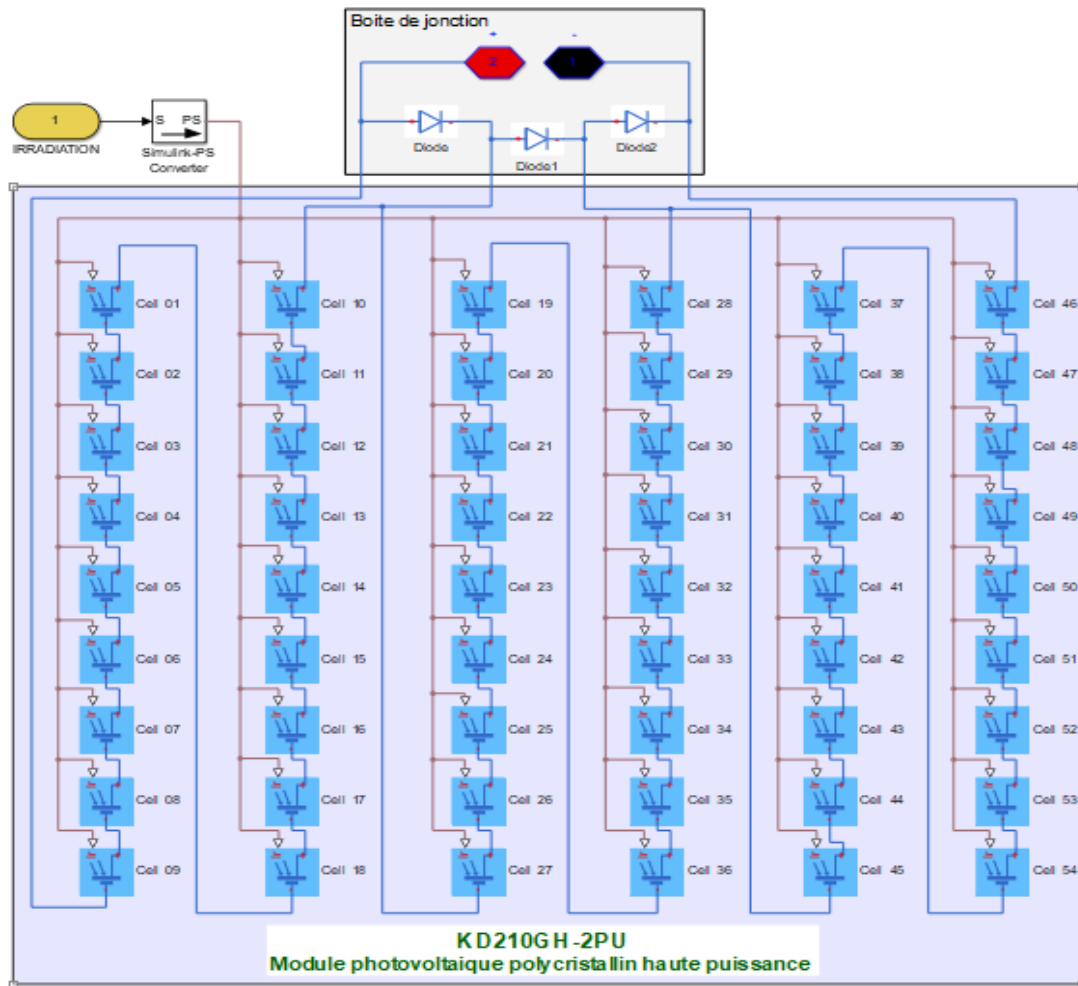 Boite de jonction
+ -
2 1
1
S PS
IRRADIATION
Simulink-PS
Converter
Diode
Diode1
Diode2
Cell 01
Cell 10
Cell 19
Cell 28
Cell 37
Cell 46
Cell 02
Cell 11
Cell 20
Cell 29
Cell 38
Cell 47
Cell 03
Cell 12
Cell 21
Cell 30
Cell 39
Cell 48
Cell 04
Cell 13
Cell 22
Cell 31
Cell 40
Cell 49
Cell 05
Cell 14
Cell 23
Cell 32
Cell 41
Cell 50
Cell 06
Cell 15
Cell 24
Cell 33
Cell 42
Cell 51
Cell 07
Cell 16
Cell 25
Cell 34
Cell 43
Cell 52
Cell 08
Cell 17
Cell 26
Cell 35
Cell 44
Cell 53
Cell 09
Cell 18
Cell 27
Cell 36
Cell 45
Cell 54
KD210GH-2PU
Module photovoltaique polycristallin haute puissance